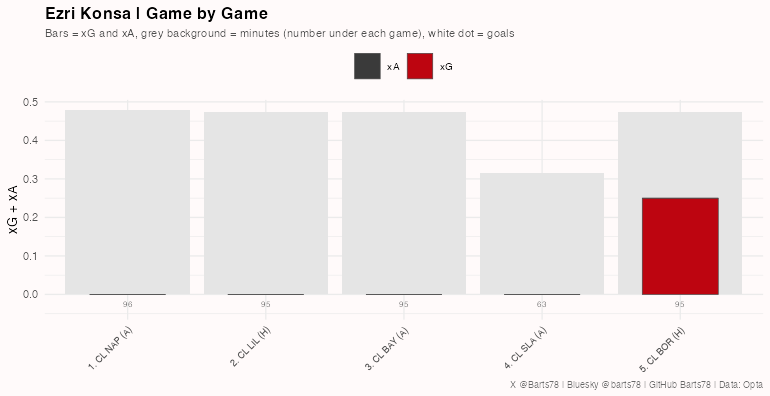 Ezri Konsa | Game by Game
Bars = xG and xA, grey background = minutes (number under each game), white dot = goals
xA xG
xG + xA
0.5
0.4
0.3
0.2
0.1
0.0
96 95 95 63 95
1. CL NAP (A) 2. CL LIL (H) 3. CL BAY (A) 4. CL SLA (A) 5. CL BOR (H)
X @Barts78 | Bluesky @barts78 | GitHub Barts78 | Data: Opta